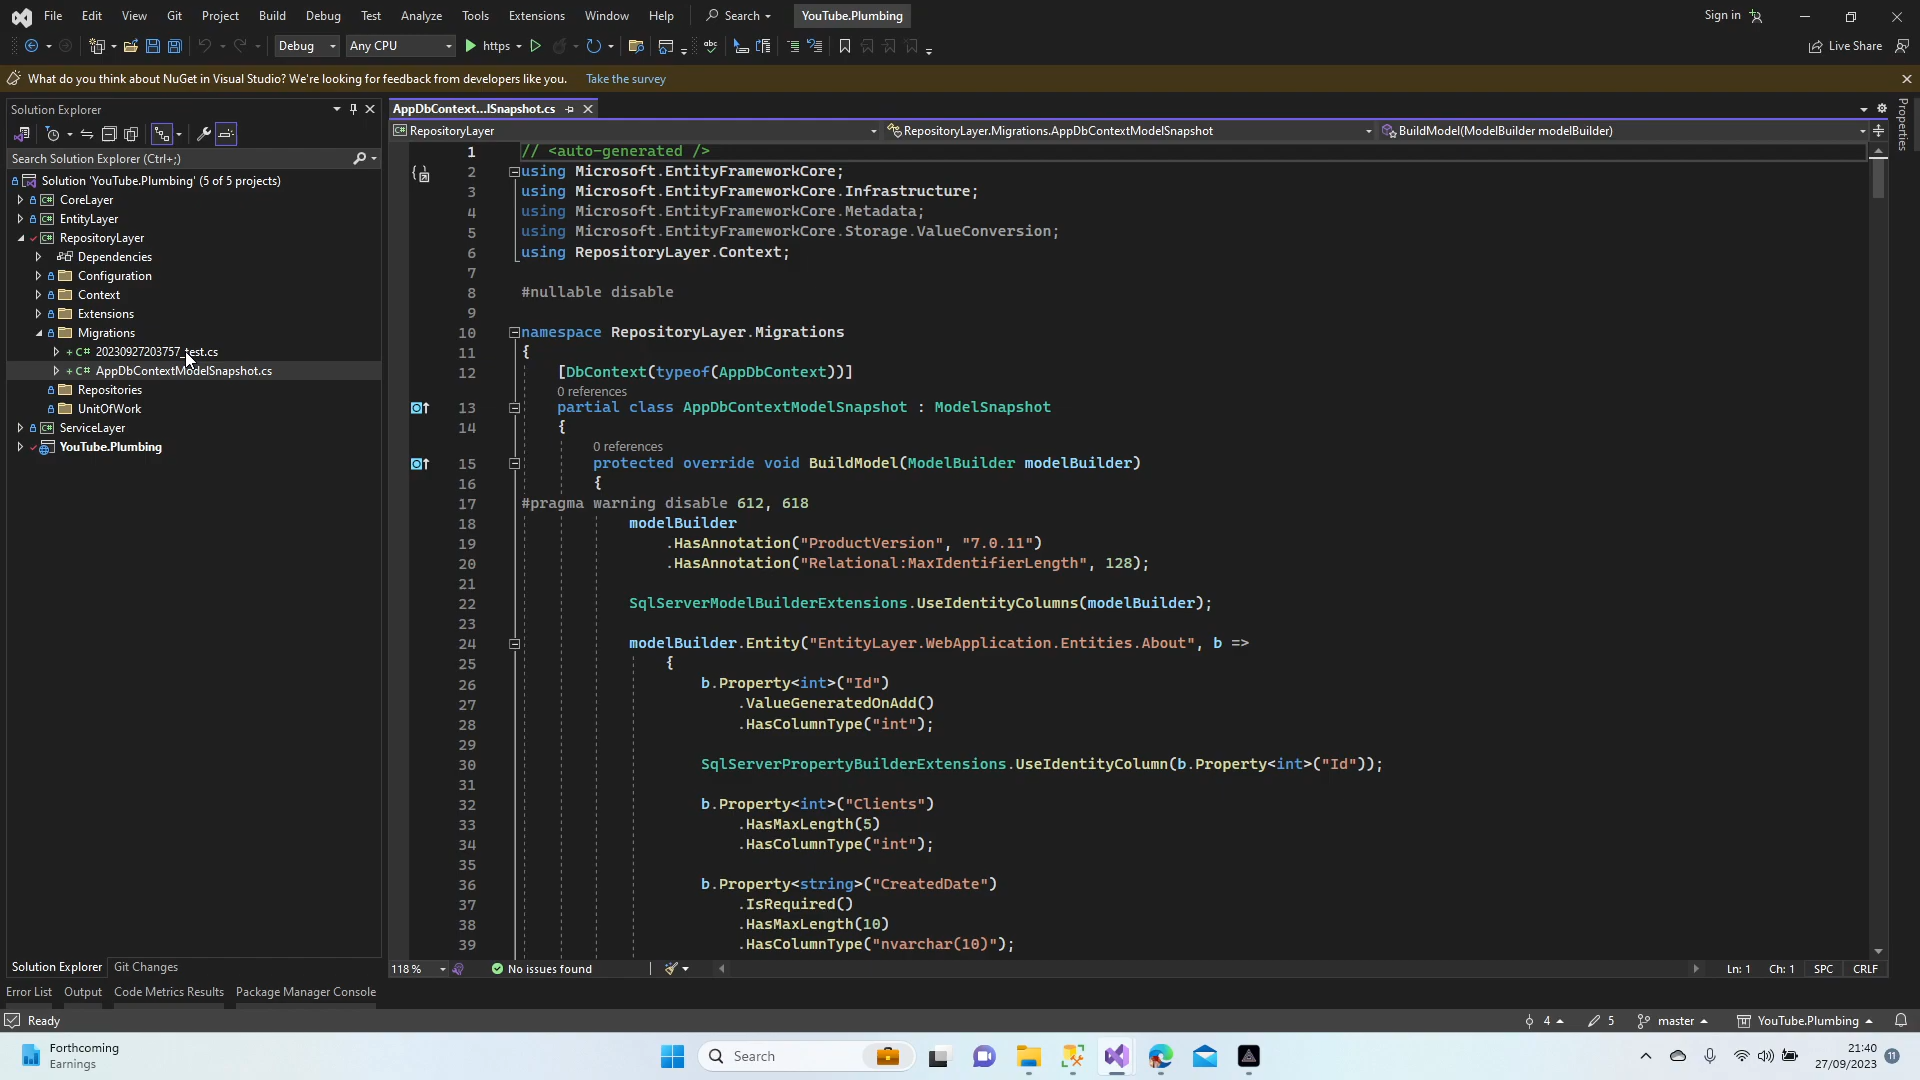 File Edit View Git Project Build Debug Test Analyze Tools Extensions Window Help Search YouTube.Plumbing Sign in
Debug Any CPU https Live Share
What do you think about NuGet in Visual Studio? We're looking for feedback from developers like you. Take the survey
Solution Explorer
AppDbContext...lSnapshot.cs
Properties
RepositoryLayer RepositoryLayer.Migrations.AppDbContextModelSnapshot BuildModel(ModelBuilder modelBuilder)
Search Solution Explorer (Ctrl+;)
Solution 'YouTube.Plumbing' (5 of 5 projects)
CoreLayer
EntityLayer
RepositoryLayer
Dependencies
Configuration
Context
Extensions
Migrations
20230927203757_test.cs
AppDbContextModelSnapshot.cs
Repositories
UnitOfWork
ServiceLayer
YouTube.Plumbing
1 // <auto-generated />
2 using Microsoft.EntityFrameworkCore;
3 using Microsoft.EntityFrameworkCore.Infrastructure;
4 using Microsoft.EntityFrameworkCore.Metadata;
5 using Microsoft.EntityFrameworkCore.Storage.ValueConversion;
6 using RepositoryLayer.Context;
7
8 #nullable disable
9
10 namespace RepositoryLayer.Migrations
11 {
12 [DbContext(typeof(AppDbContext))]
0 references
13 partial class AppDbContextModelSnapshot : ModelSnapshot
14 {
0 references
15 protected override void BuildModel(ModelBuilder modelBuilder)
16 {
17 #pragma warning disable 612, 618
18 modelBuilder
19 .HasAnnotation("ProductVersion", "7.0.11")
20 .HasAnnotation("Relational:MaxIdentifierLength", 128);
21
22 SqlServerModelBuilderExtensions.UseIdentityColumns(modelBuilder);
23
24 modelBuilder.Entity("EntityLayer.WebApplication.Entities.About", b =>
25 {
26 b.Property<int>("Id")
27 .ValueGeneratedOnAdd()
28 .HasColumnType("int");
29
30 SqlServerPropertyBuilderExtensions.UseIdentityColumn(b.Property<int>("Id"));
31
32 b.Property<int>("Clients")
33 .HasMaxLength(5)
34 .HasColumnType("int");
35
36 b.Property<string>("CreatedDate")
37 .IsRequired()
38 .HasMaxLength(10)
39 .HasColumnType("nvarchar(10)");
Solution Explorer Git Changes
118 % No issues found Ln: 1 Ch: 1 SPC CRLF
Error List Output Code Metrics Results Package Manager Console
Ready 4 5 master YouTube.Plumbing
Forthcoming
Earnings
Search
21:40
27/09/2023
11